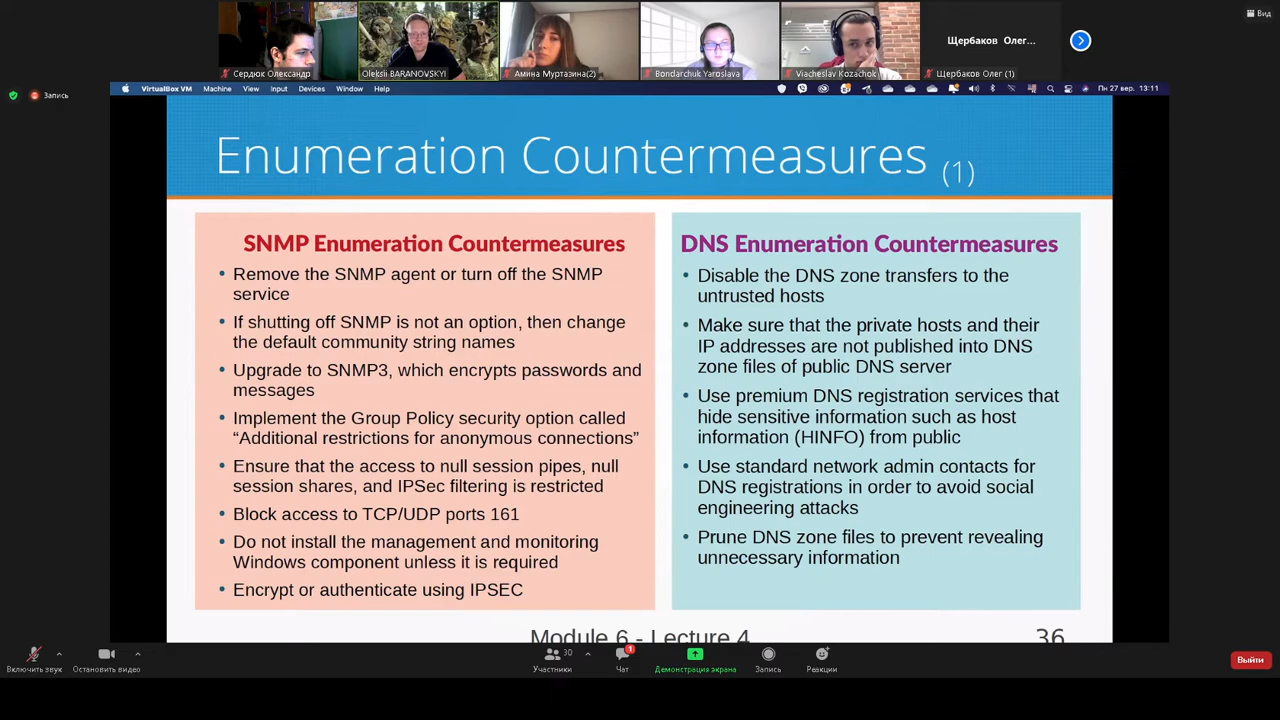 Вид
Щербаков Олег...
Сердюк Олександр
Oleksii BARANOVSKYI
Амина Муртазина(2)
Bondarchuk Yaroslava
Viacheslav Kozachok
Щербаков Олег (1)
Запись
VirtualBox VM Machine View Input Devices Window Help
Пн 27 вер. 13:11
Enumeration Countermeasures (1)
SNMP Enumeration Countermeasures
• Remove the SNMP agent or turn off the SNMP
service
• If shutting off SNMP is not an option, then change
the default community string names
• Upgrade to SNMP3, which encrypts passwords and
messages
• Implement the Group Policy security option called
“Additional restrictions for anonymous connections”
• Ensure that the access to null session pipes, null
session shares, and IPSec filtering is restricted
• Block access to TCP/UDP ports 161
• Do not install the management and monitoring
Windows component unless it is required
• Encrypt or authenticate using IPSEC
DNS Enumeration Countermeasures
• Disable the DNS zone transfers to the
untrusted hosts
• Make sure that the private hosts and their
IP addresses are not published into DNS
zone files of public DNS server
• Use premium DNS registration services that
hide sensitive information such as host
information (HINFO) from public
• Use standard network admin contacts for
DNS registrations in order to avoid social
engineering attacks
• Prune DNS zone files to prevent revealing
unnecessary information
Module 6 - Lecture 4
36
Включить звук
Остановить видео
30
Участники
1
Чат
Демонстрация экрана
Запись
Реакции
Выйти